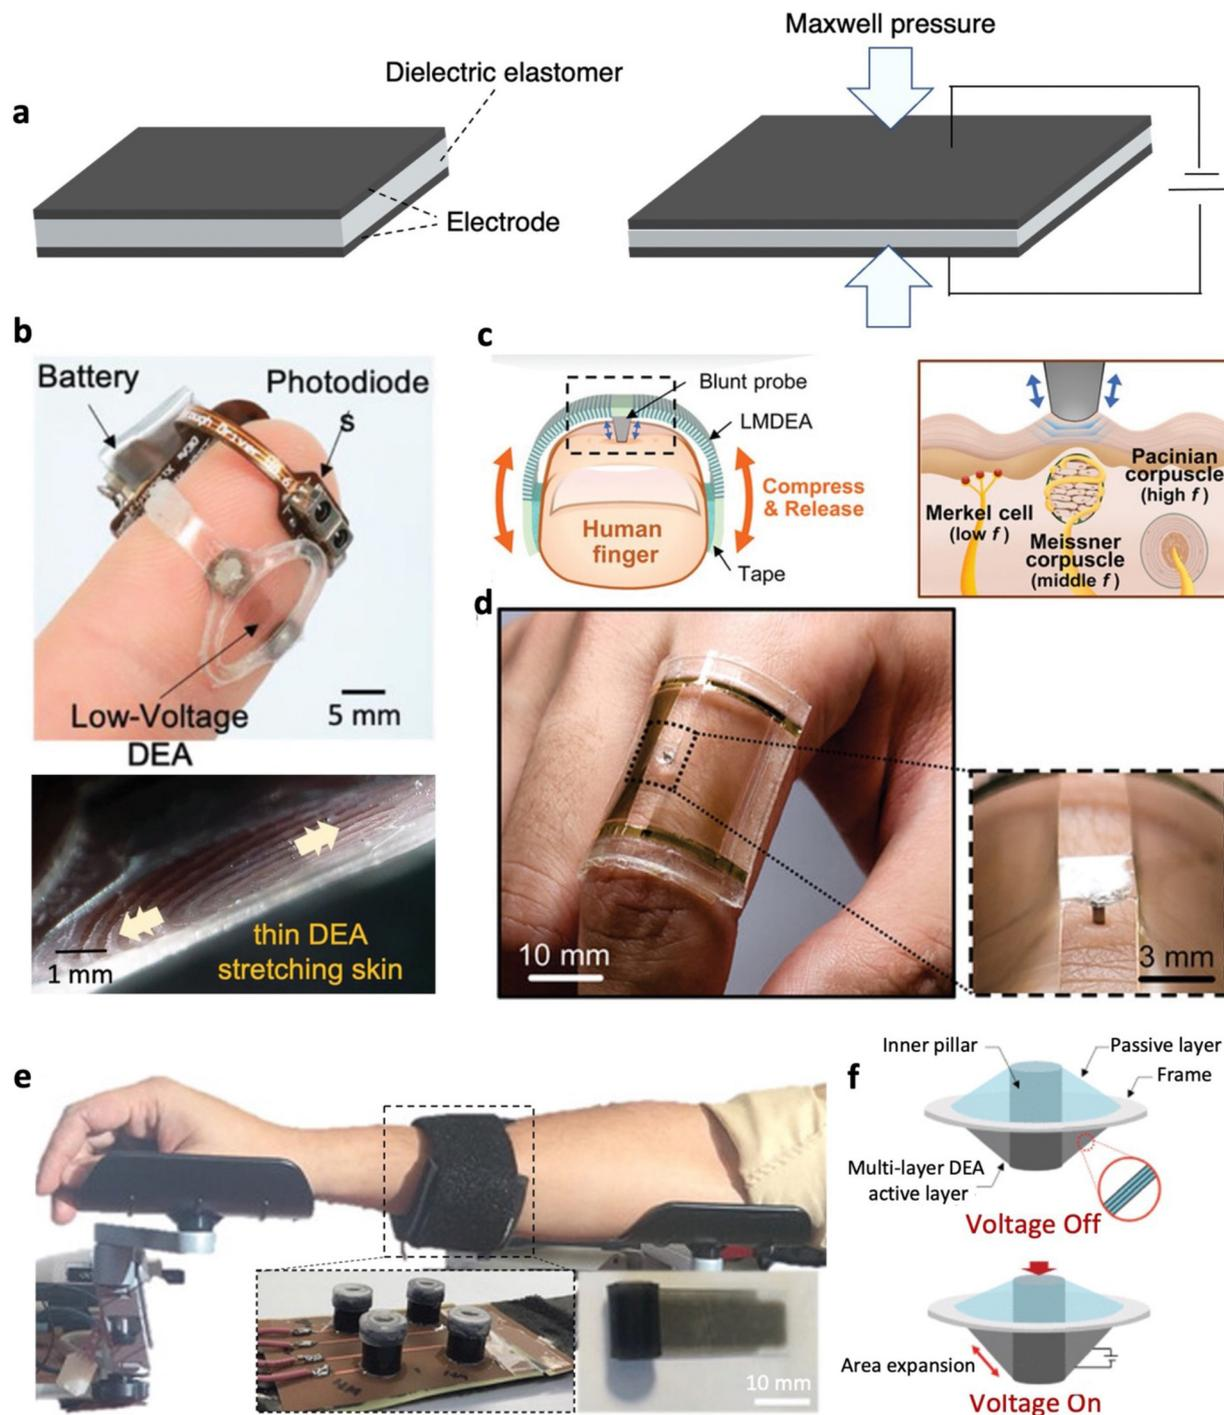 Maxwell pressure
Dielectric elastomer
a
Electrode
b
Battery
Photodiode
s
5 mm
Low-Voltage
DEA
thin DEA
stretching skin
1 mm
c
Blunt probe
LMDEA
Compress
& Release
Human
finger
Tape
Pacinian
corpuscle
(high f)
Merkel cell
(low f)
Meissner
corpuscle
(middle f)
d
10 mm
3 mm
e
10 mm
f
Inner pillar
Passive layer
Frame
Multi-layer DEA
active layer
Voltage Off
Area expansion
Voltage On